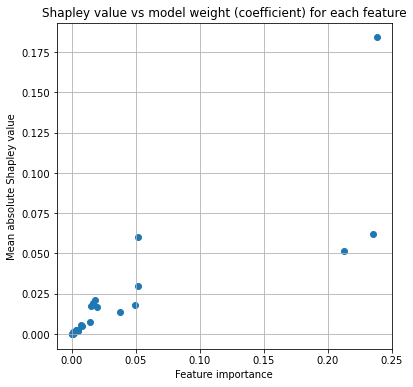 Shapley value vs model weight (coefficient) for each feature
0.175
0.150
0.125
0.100
0.075
0.050
0.025
0.000
Mean absolute Shapley value
0.00 0.05 0.10 0.15 0.20 0.25
Feature importance